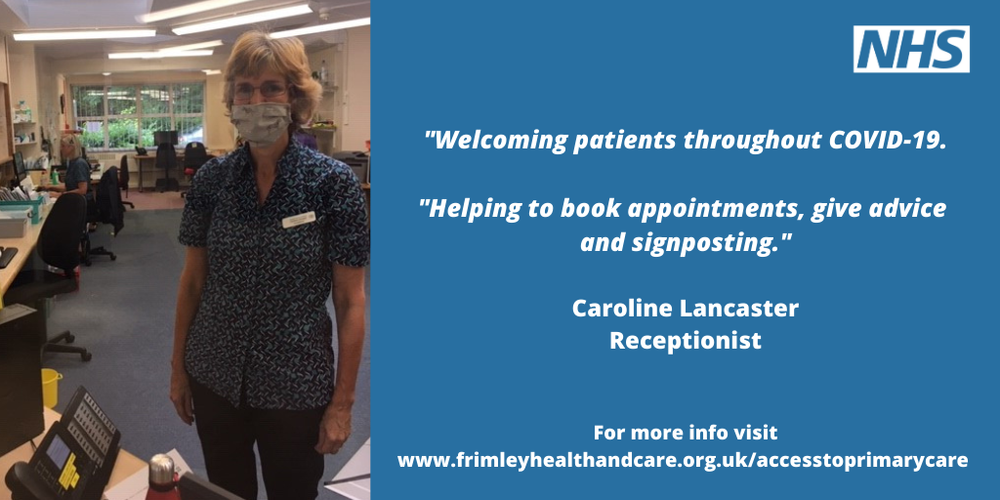 NHS
"Welcoming patients throughout COVID-19.
"Helping to book appointments, give advice
and signposting."
Caroline Lancaster
Receptionist
For more info visit
www.frimleyhealthandcare.org.uk/accesstoprimarycare